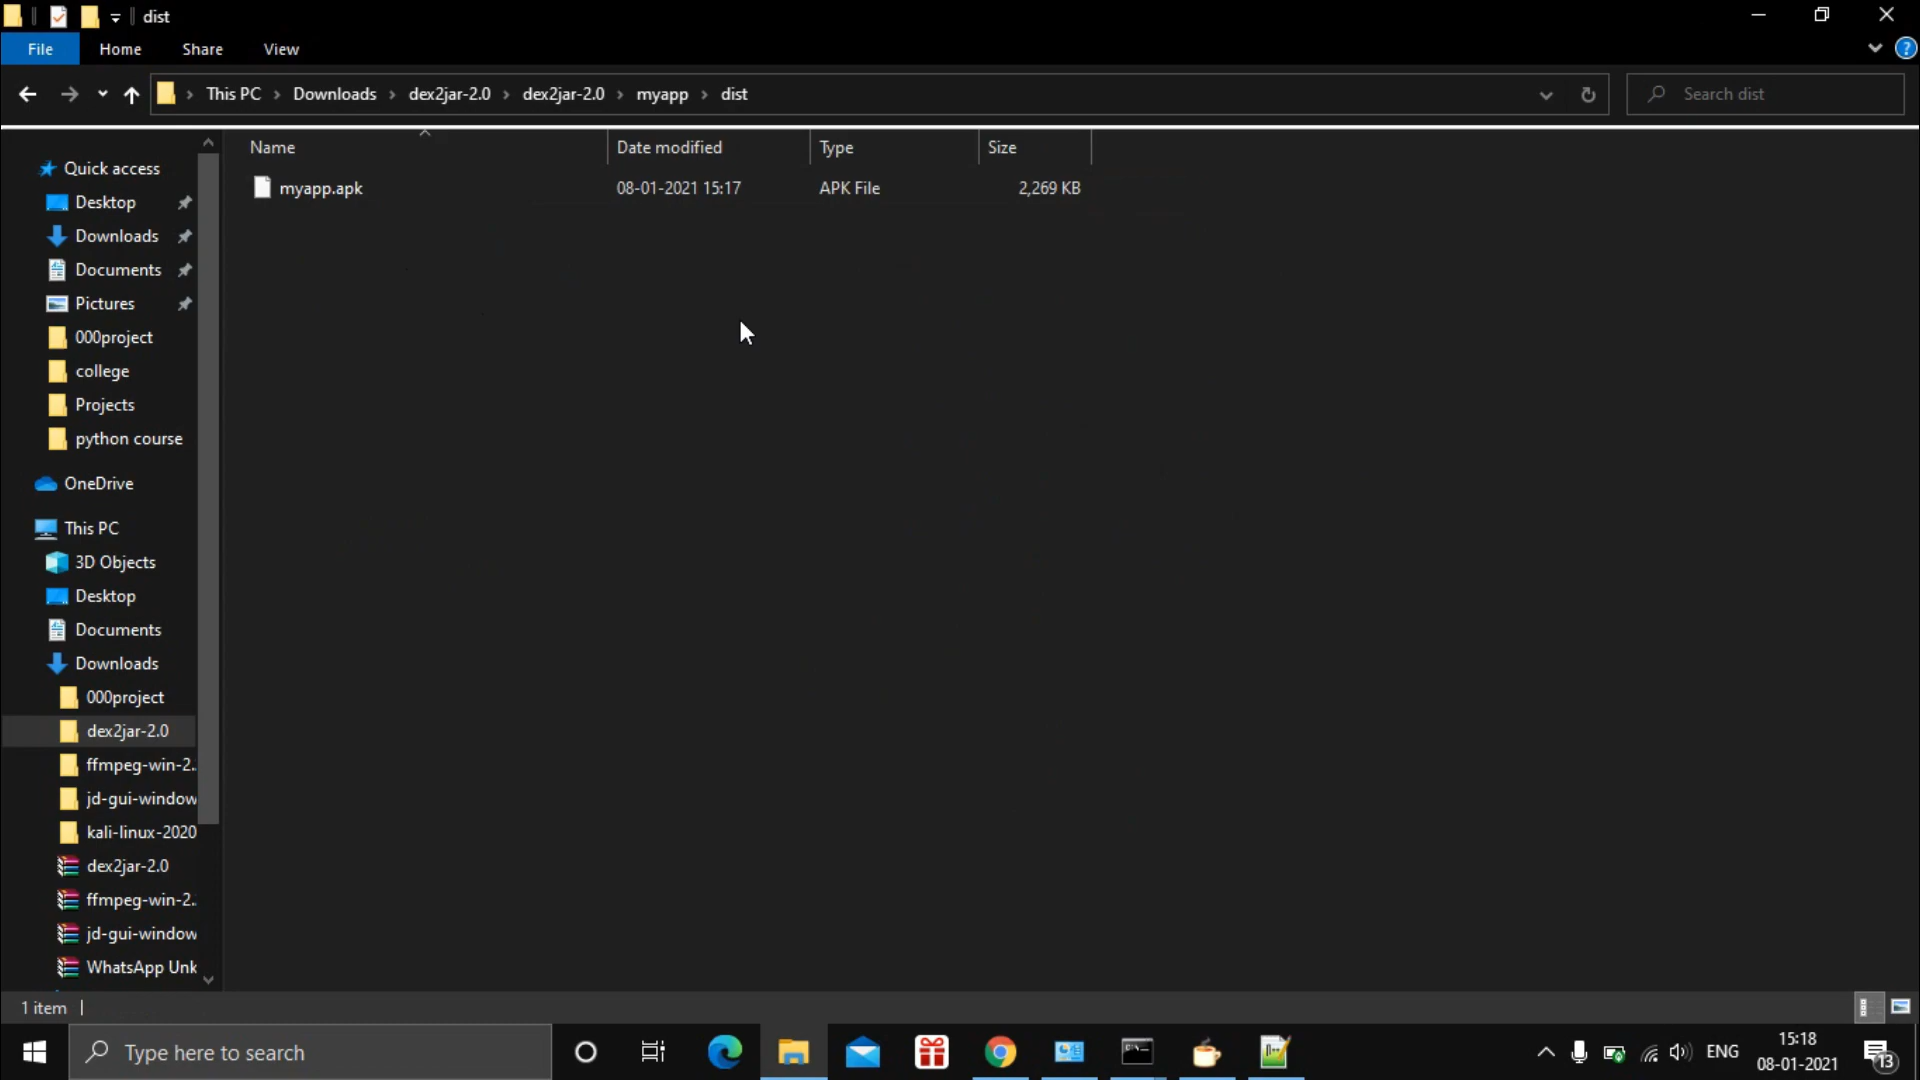 dist
File Home Share View
This PC Downloads dex2jar-2.0 dex2jar-2.0 myapp dist
Search dist
Name Date modified Type Size
myapp.apk 08-01-2021 15:17 APK File 2,269 KB
Quick access
Desktop
Downloads
Documents
Pictures
000project
college
Projects
python course
OneDrive
This PC
3D Objects
Desktop
Documents
Downloads
000project
dex2jar-2.0
ffmpeg-win-2..
jd-gui-window
kali-linux-2020
dex2jar-2.0
ffmpeg-win-2..
jd-gui-window
WhatsApp Unk
1 item
Type here to search
ENG
15:18
08-01-2021
13